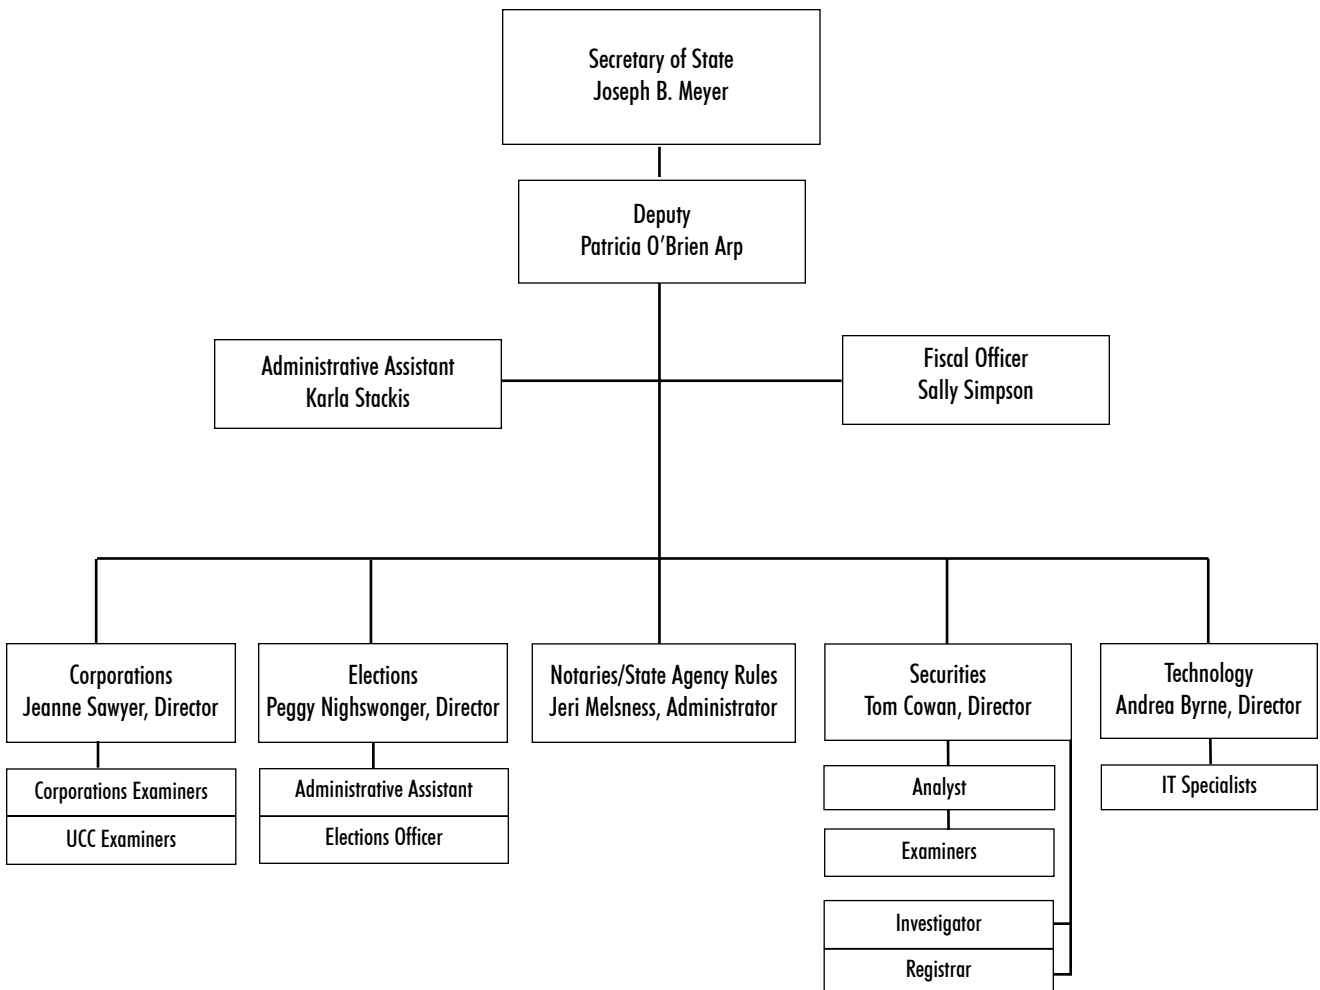 Secretary of State
Joseph B. Meyer
Deputy
Patricia O’Brien Arp
Administrative Assistant
Karla Stackis
Fiscal Officer
Sally Simpson
Corporations
Jeanne Sawyer, Director
Elections
Peggy Nighswonger, Director
Notaries/State Agency Rules
Jeri Melsness, Administrator
Securities
Tom Cowan, Director
Technology
Andrea Byrne, Director
Corporations Examiners
UCC Examiners
Administrative Assistant
Elections Officer
Analyst
Examiners
Investigator
Registrar
IT Specialists